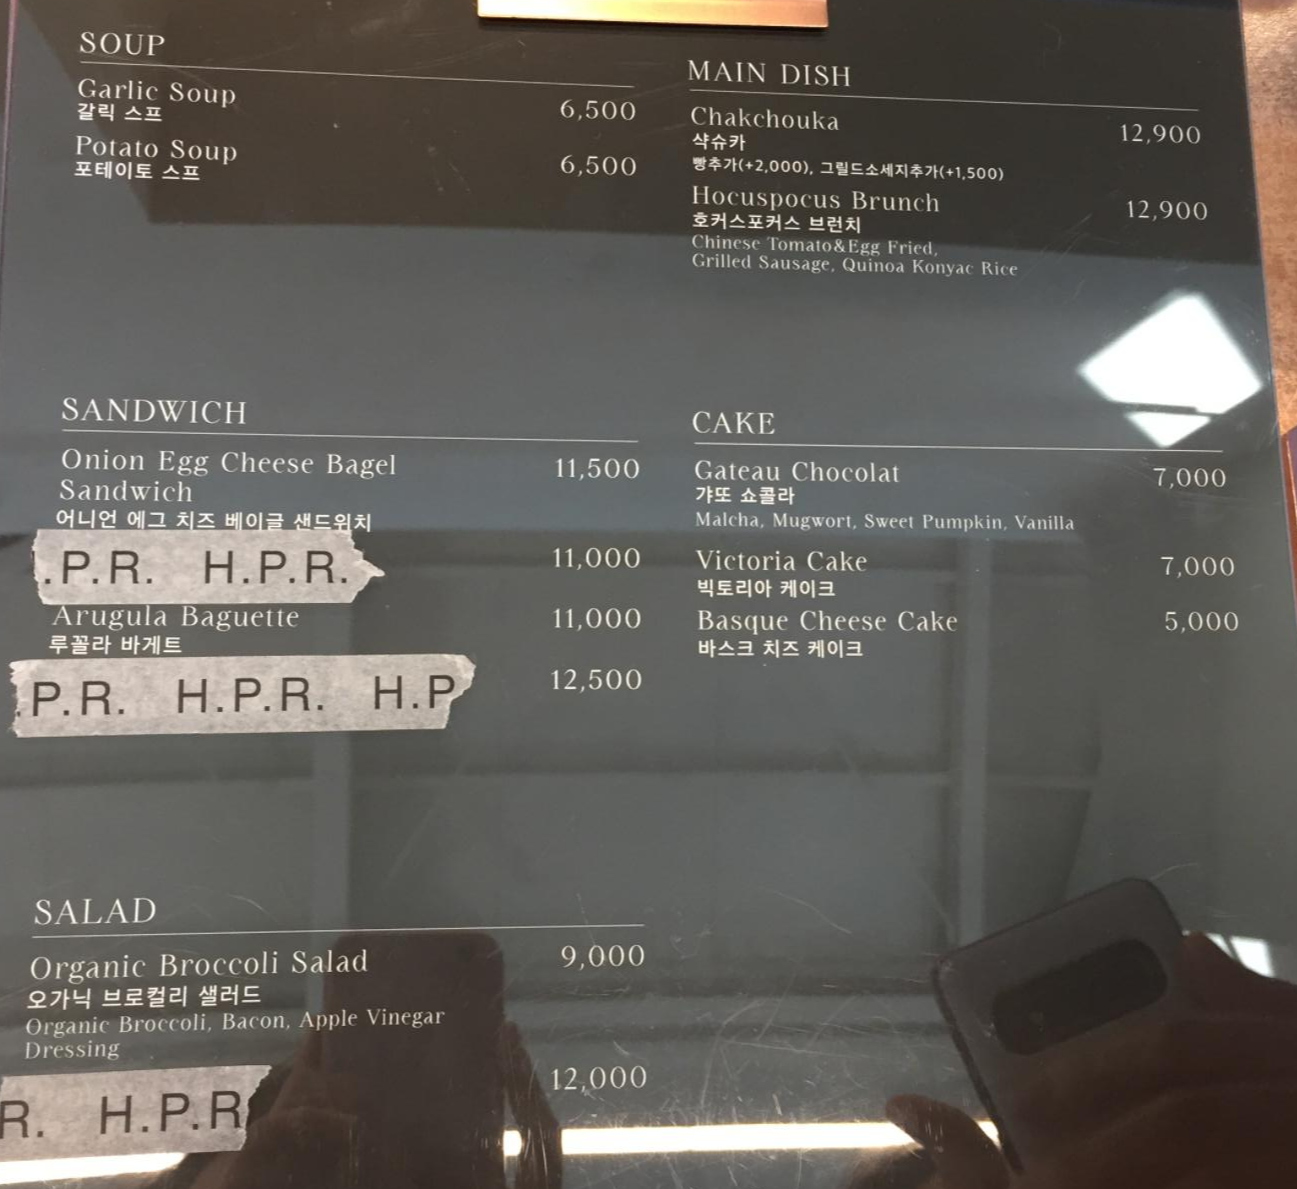 SOUP
Garlic Soup 6,500
갈릭 스프
Potato Soup 6,500
포테이토 스프
MAIN DISH
Chakchouka 12,900
샥슈카
빵추가(+2,000), 그릴드소세지추가(+1,500)
Hocuspocus Brunch 12,900
호커스포커스 브런치
Chinese Tomato&Egg Fried,
Grilled Sausage, Quinoa Konyac Rice
SANDWICH
Onion Egg Cheese Bagel 11,500
Sandwich
어니언 에그 치즈 베이글 샌드위치
.P.R. H.P.R. 11,000
Arugula Baguette 11,000
루꼴라 바게트
.P.R. H.P.R. H.P 12,500
CAKE
Gateau Chocolat 7,000
갸또 쇼콜라
Malcha, Mugwort, Sweet Pumpkin, Vanilla
Victoria Cake 7,000
빅토리아 케이크
Basque Cheese Cake 5,000
바스크 치즈 케이크
SALAD
Organic Broccoli Salad 9,000
오가닉 브로컬리 샐러드
Organic Broccoli, Bacon, Apple Vinegar
Dressing
R. H.P.R 12,000